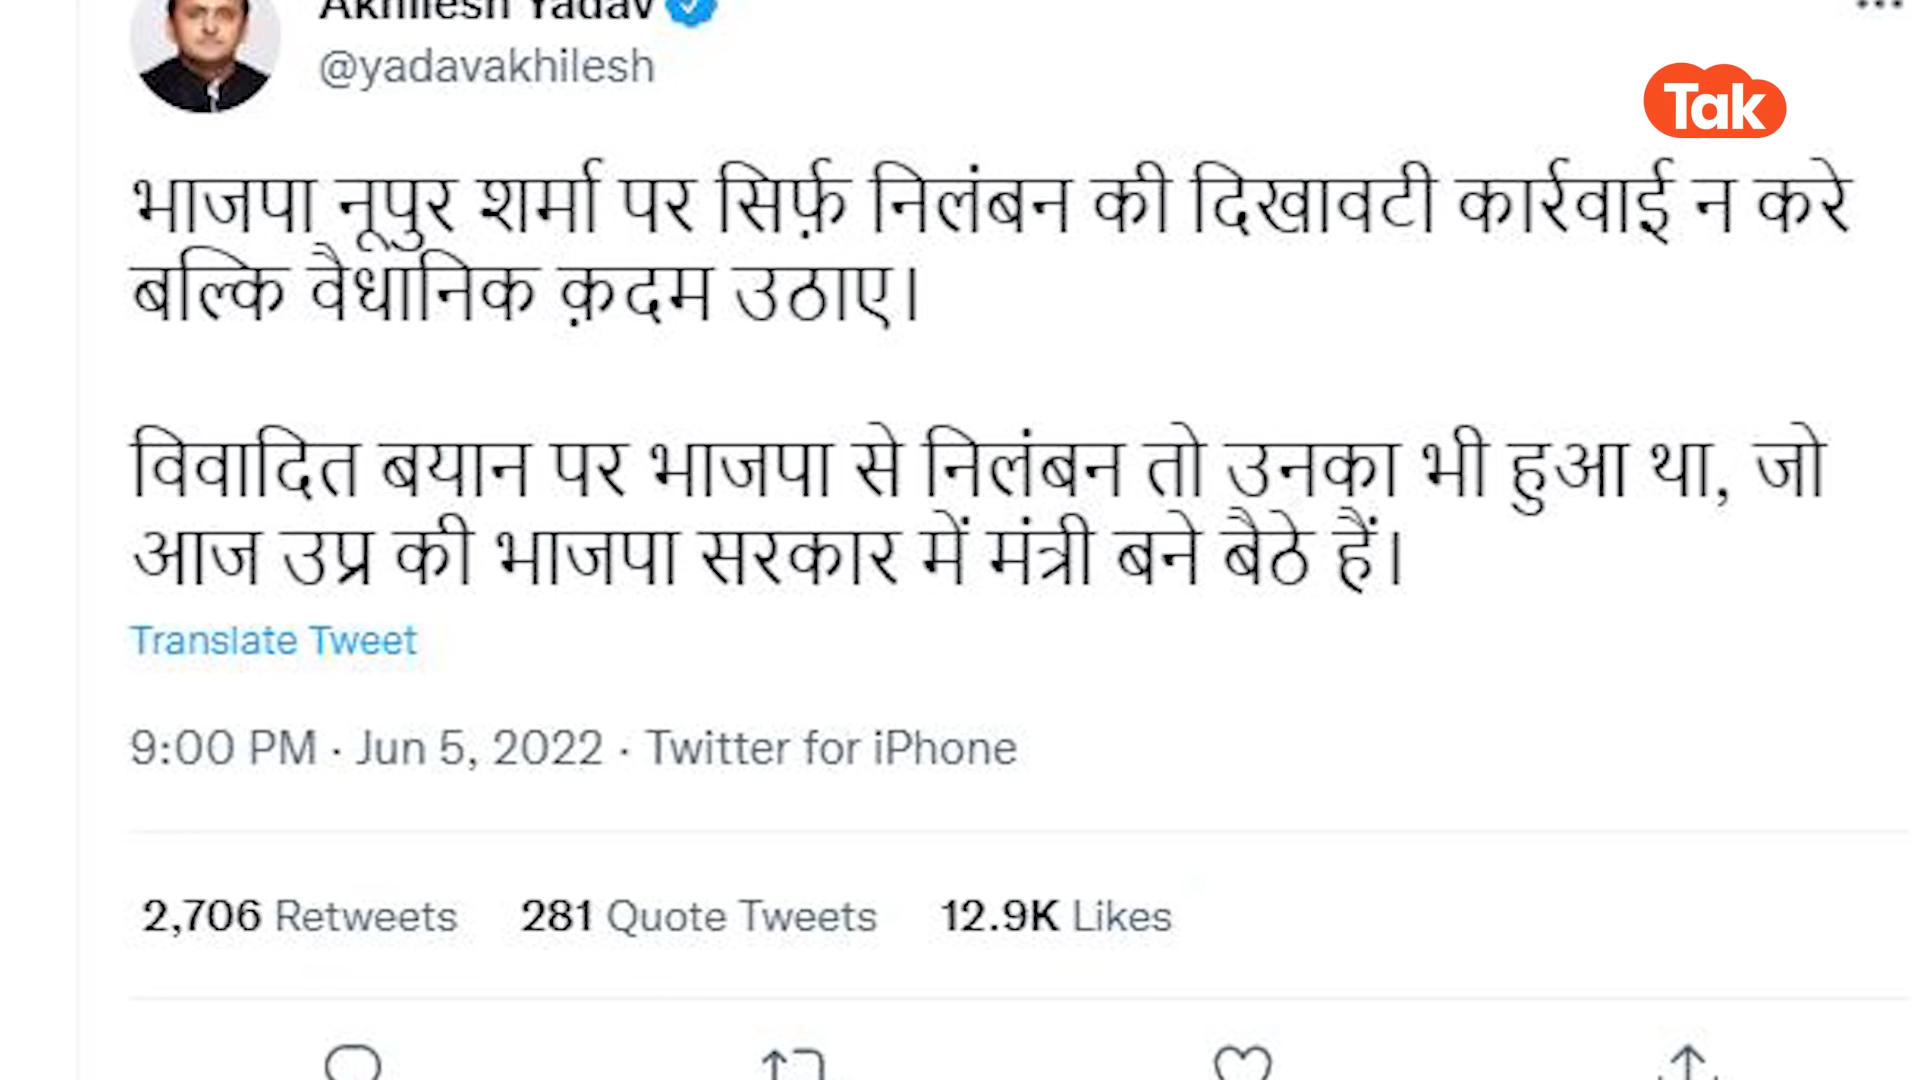 Akhilesh Yadav
@yadavakhilesh
Tak
भाजपा नूपुर शर्मा पर सिर्फ़ निलंबन की दिखावटी कार्रवाई न करे
बल्कि वैधानिक क़दम उठाए।
विवादित बयान पर भाजपा से निलंबन तो उनका भी हुआ था, जो
आज उप्र की भाजपा सरकार में मंत्री बने बैठे हैं।
Translate Tweet
9:00 PM · Jun 5, 2022 · Twitter for iPhone
2,706 Retweets 281 Quote Tweets 12.9K Likes